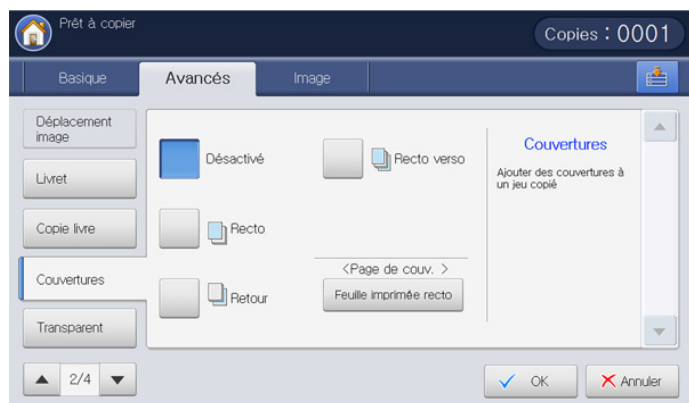 Prêt à copier
Copies : 0001
Basique
Avancés
Image
Déplacement
image
Livret
Copie livre
Couvertures
Transparent
2/4
Désactivé
Recto verso
Recto
Retour
<Page de couv. >
Feuille imprimée recto
Couvertures
Ajouter des couvertures à
un jeu copié
OK
Annuler